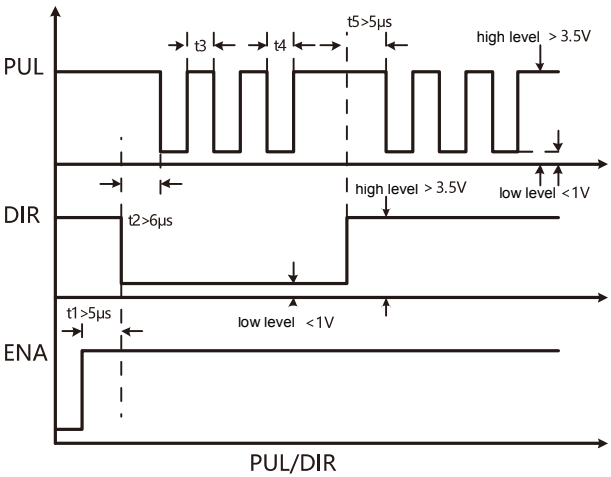 t5>5μs
high level > 3.5V
t3
t4
PUL
low level <1V
high level > 3.5V
DIR
t2>6μs
t1>5μs
low level <1V
ENA
PUL/DIR